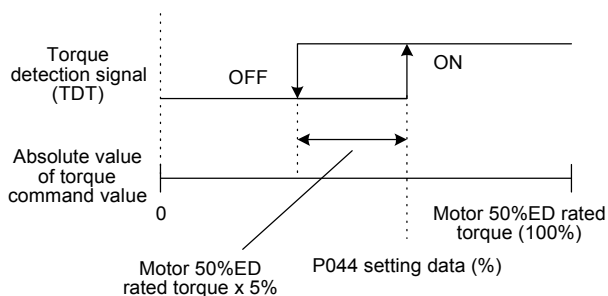 Torque
detection signal
(TDT)
OFF
ON
Absolute value
of torque
command value
0
Motor 50%ED rated
torque (100%)
Motor 50%ED
rated torque x 5%
P044 setting data (%)